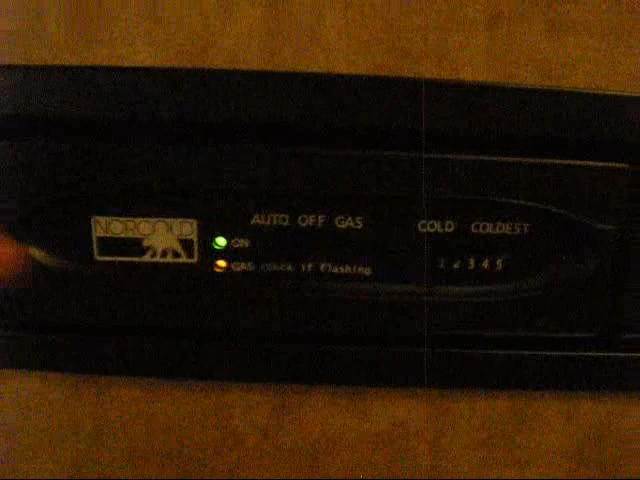 NORCOLD
AUTO OFF GAS
ON
GAS check if flashing
COLD COLDEST
1 2 3 4 5